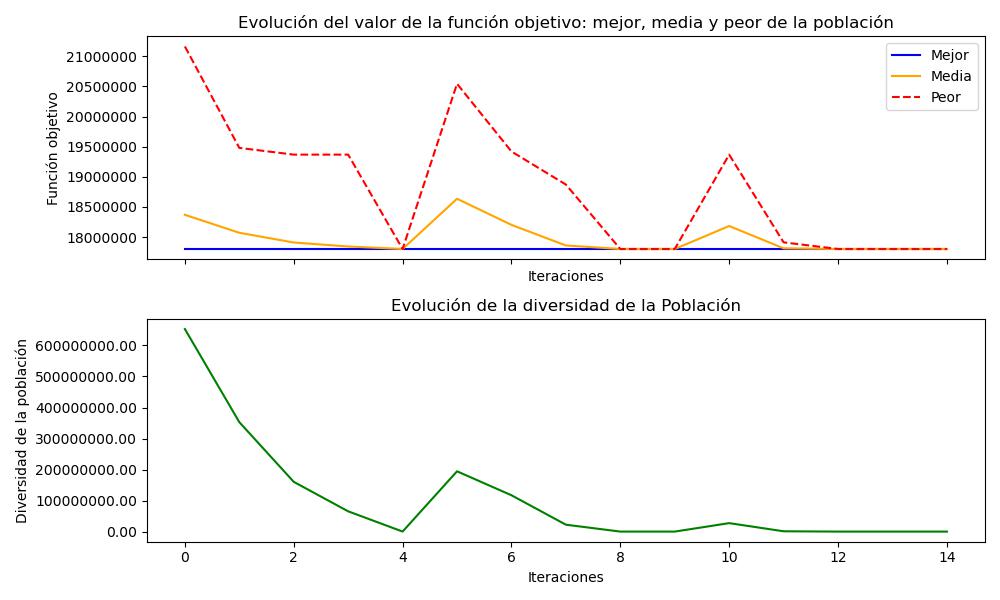 Evolución del valor de la función objetivo: mejor, media y peor de la población
Función objetivo
21000000
20500000
20000000
19500000
19000000
18500000
18000000
Mejor
Media
Peor
Iteraciones
Evolución de la diversidad de la Población
Diversidad de la población
600000000.00
500000000.00
400000000.00
300000000.00
200000000.00
100000000.00
0.00
0 2 4 6 8 10 12 14
Iteraciones